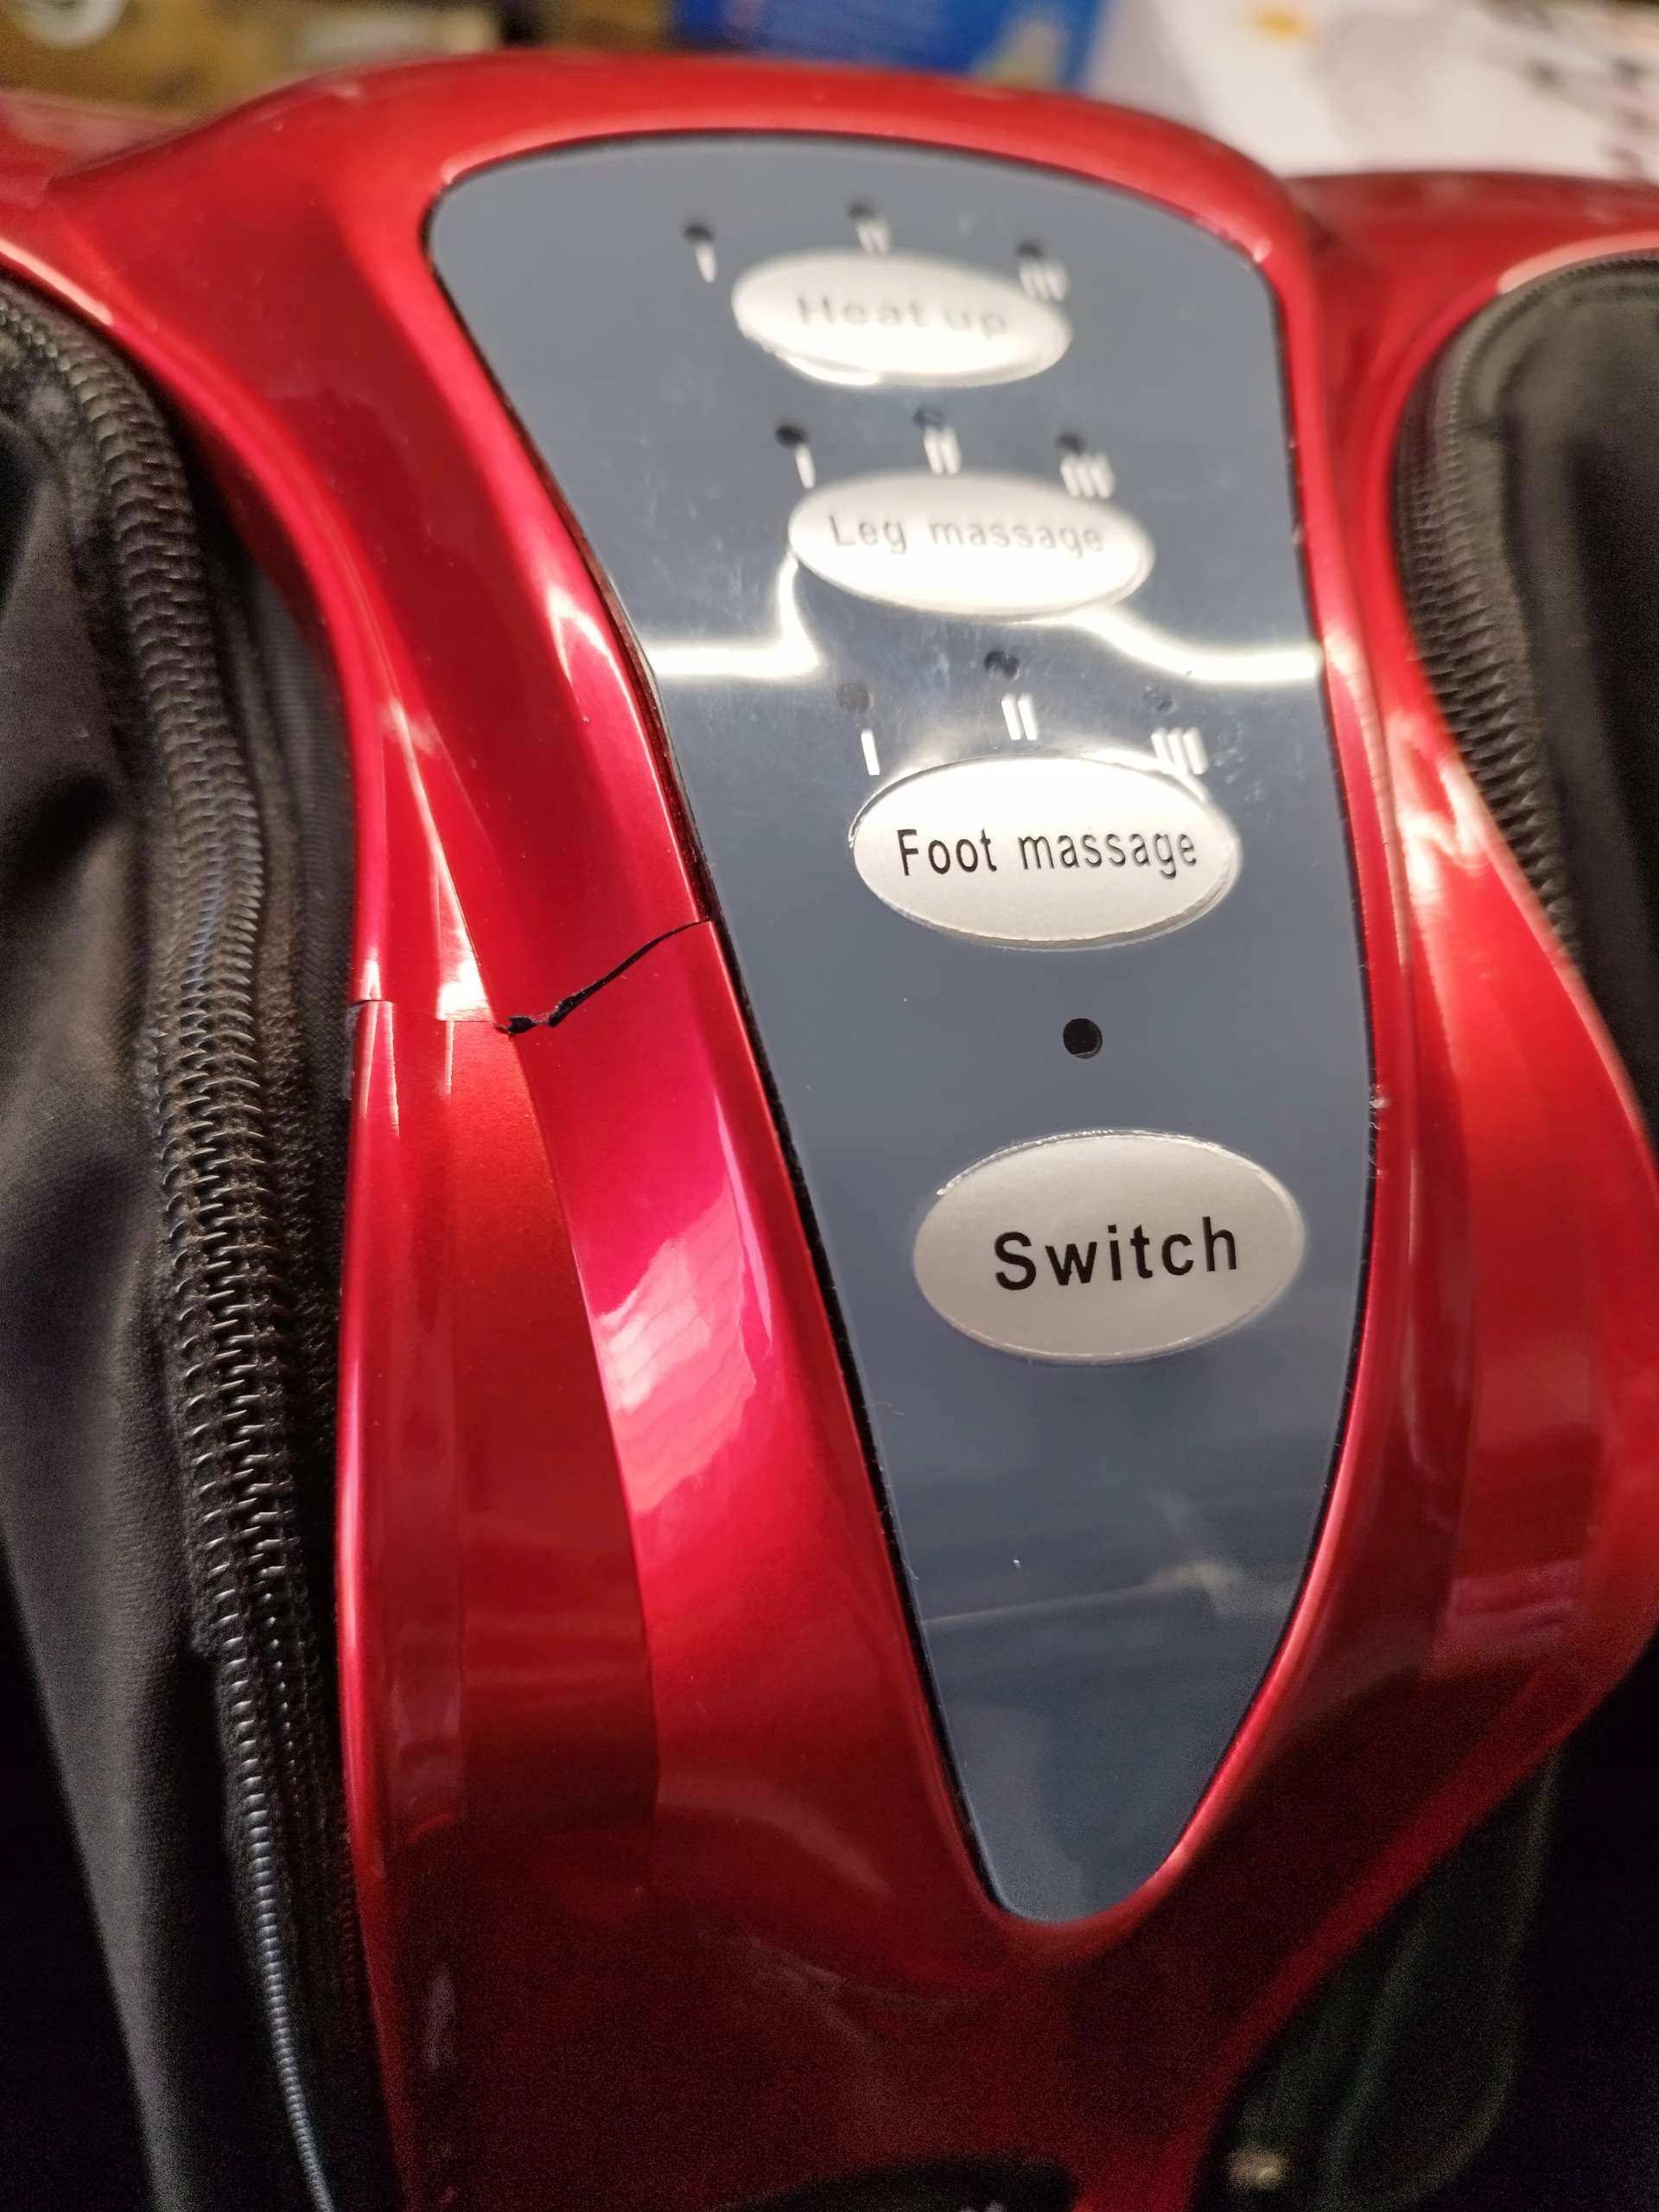 I II III
Heat up
I II III
Leg massage
I II III
Foot massage
Switch